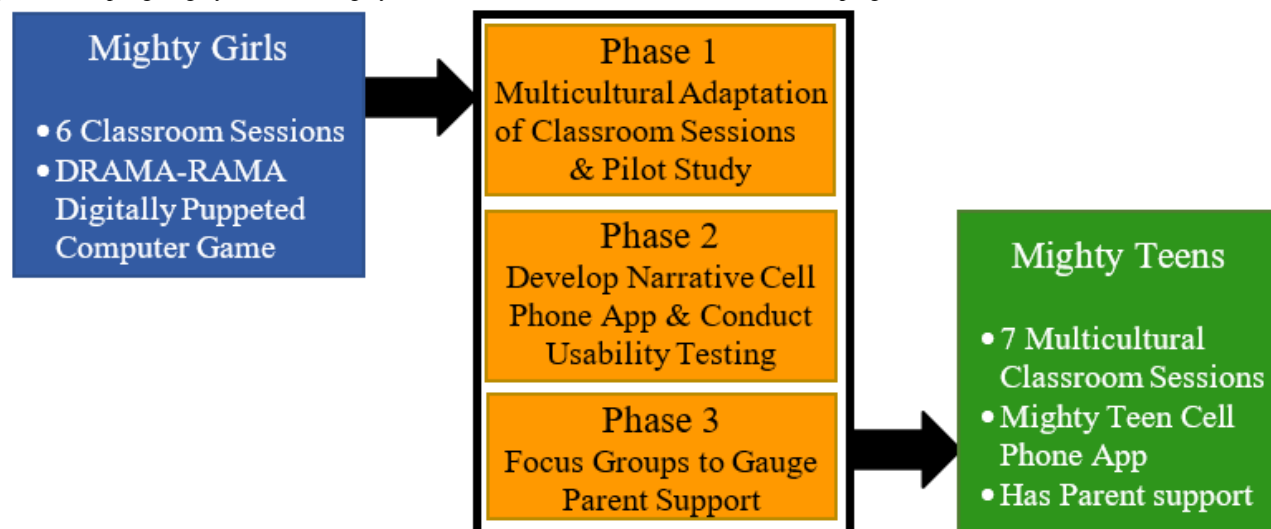 Mighty Girls
• 6 Classroom Sessions
• DRAMA-RAMA
Digitally Puppeted
Computer Game
Phase 1
Multicultural Adaptation
of Classroom Sessions
& Pilot Study
Phase 2
Develop Narrative Cell
Phone App & Conduct
Usability Testing
Phase 3
Focus Groups to Gauge
Parent Support
Mighty Teens
• 7 Multicultural
Classroom Sessions
• Mighty Teen Cell
Phone App
• Has Parent support